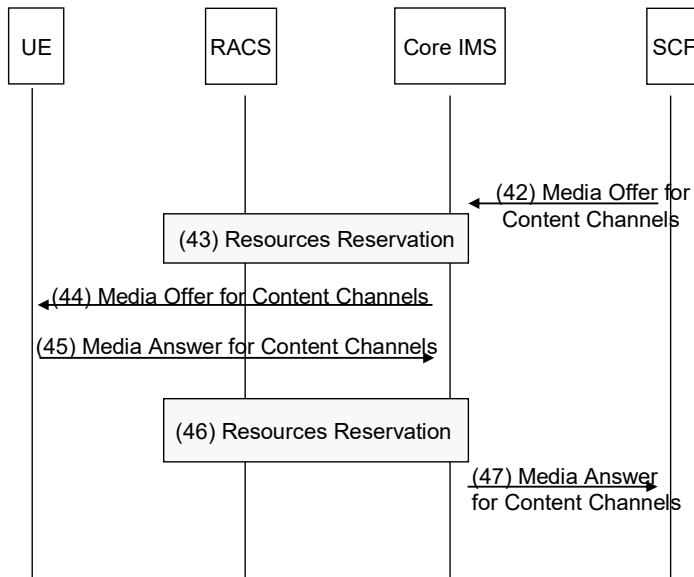 UE
RACS
Core IMS
SCF
(42) Media Offer for
Content Channels
(43) Resources Reservation
(44) Media Offer for Content Channels
(45) Media Answer for Content Channels
(46) Resources Reservation
(47) Media Answer
for Content Channels